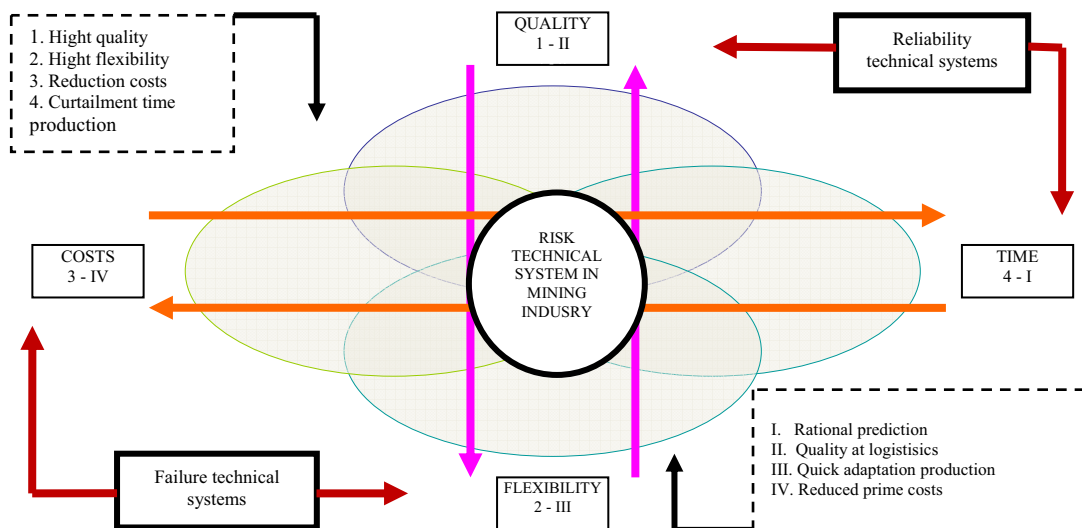 1. Hight quality
2. Hight flexibility
3. Reduction costs
4. Curtailment time
production
QUALITY
1 - II
Reliability
technical systems
COSTS
3 - IV
RISK
TECHNICAL
SYSTEM IN
MINING
INDUSRY
TIME
4 - I
Failure technical
systems
FLEXIBILITY
2 - III
I. Rational prediction
II. Quality at logistisics
III. Quick adaptation production
IV. Reduced prime costs